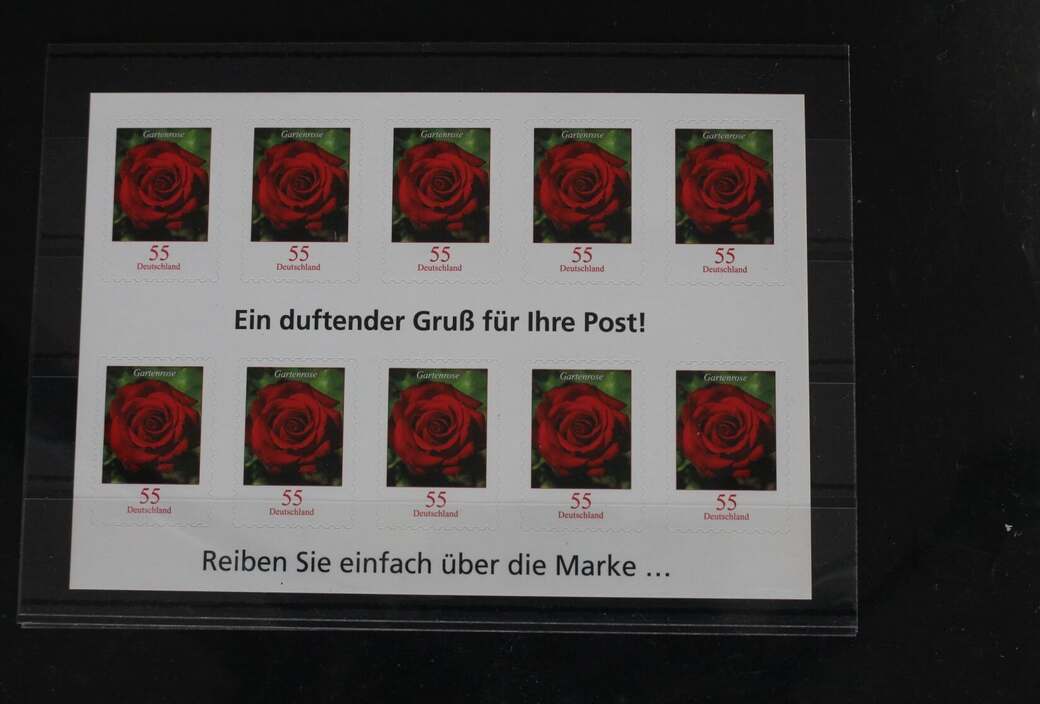 Gartenrose Gartenrose Gartenrose Gartenrose Gartenrose
55 55 55 55 55
Deutschland Deutschland Deutschland Deutschland Deutschland
Ein duftender Gruß für Ihre Post!
Gartenrose Gartenrose Gartenrose Gartenrose Gartenrose
55 55 55 55 55
Deutschland Deutschland Deutschland Deutschland Deutschland
Reiben Sie einfach über die Marke ...